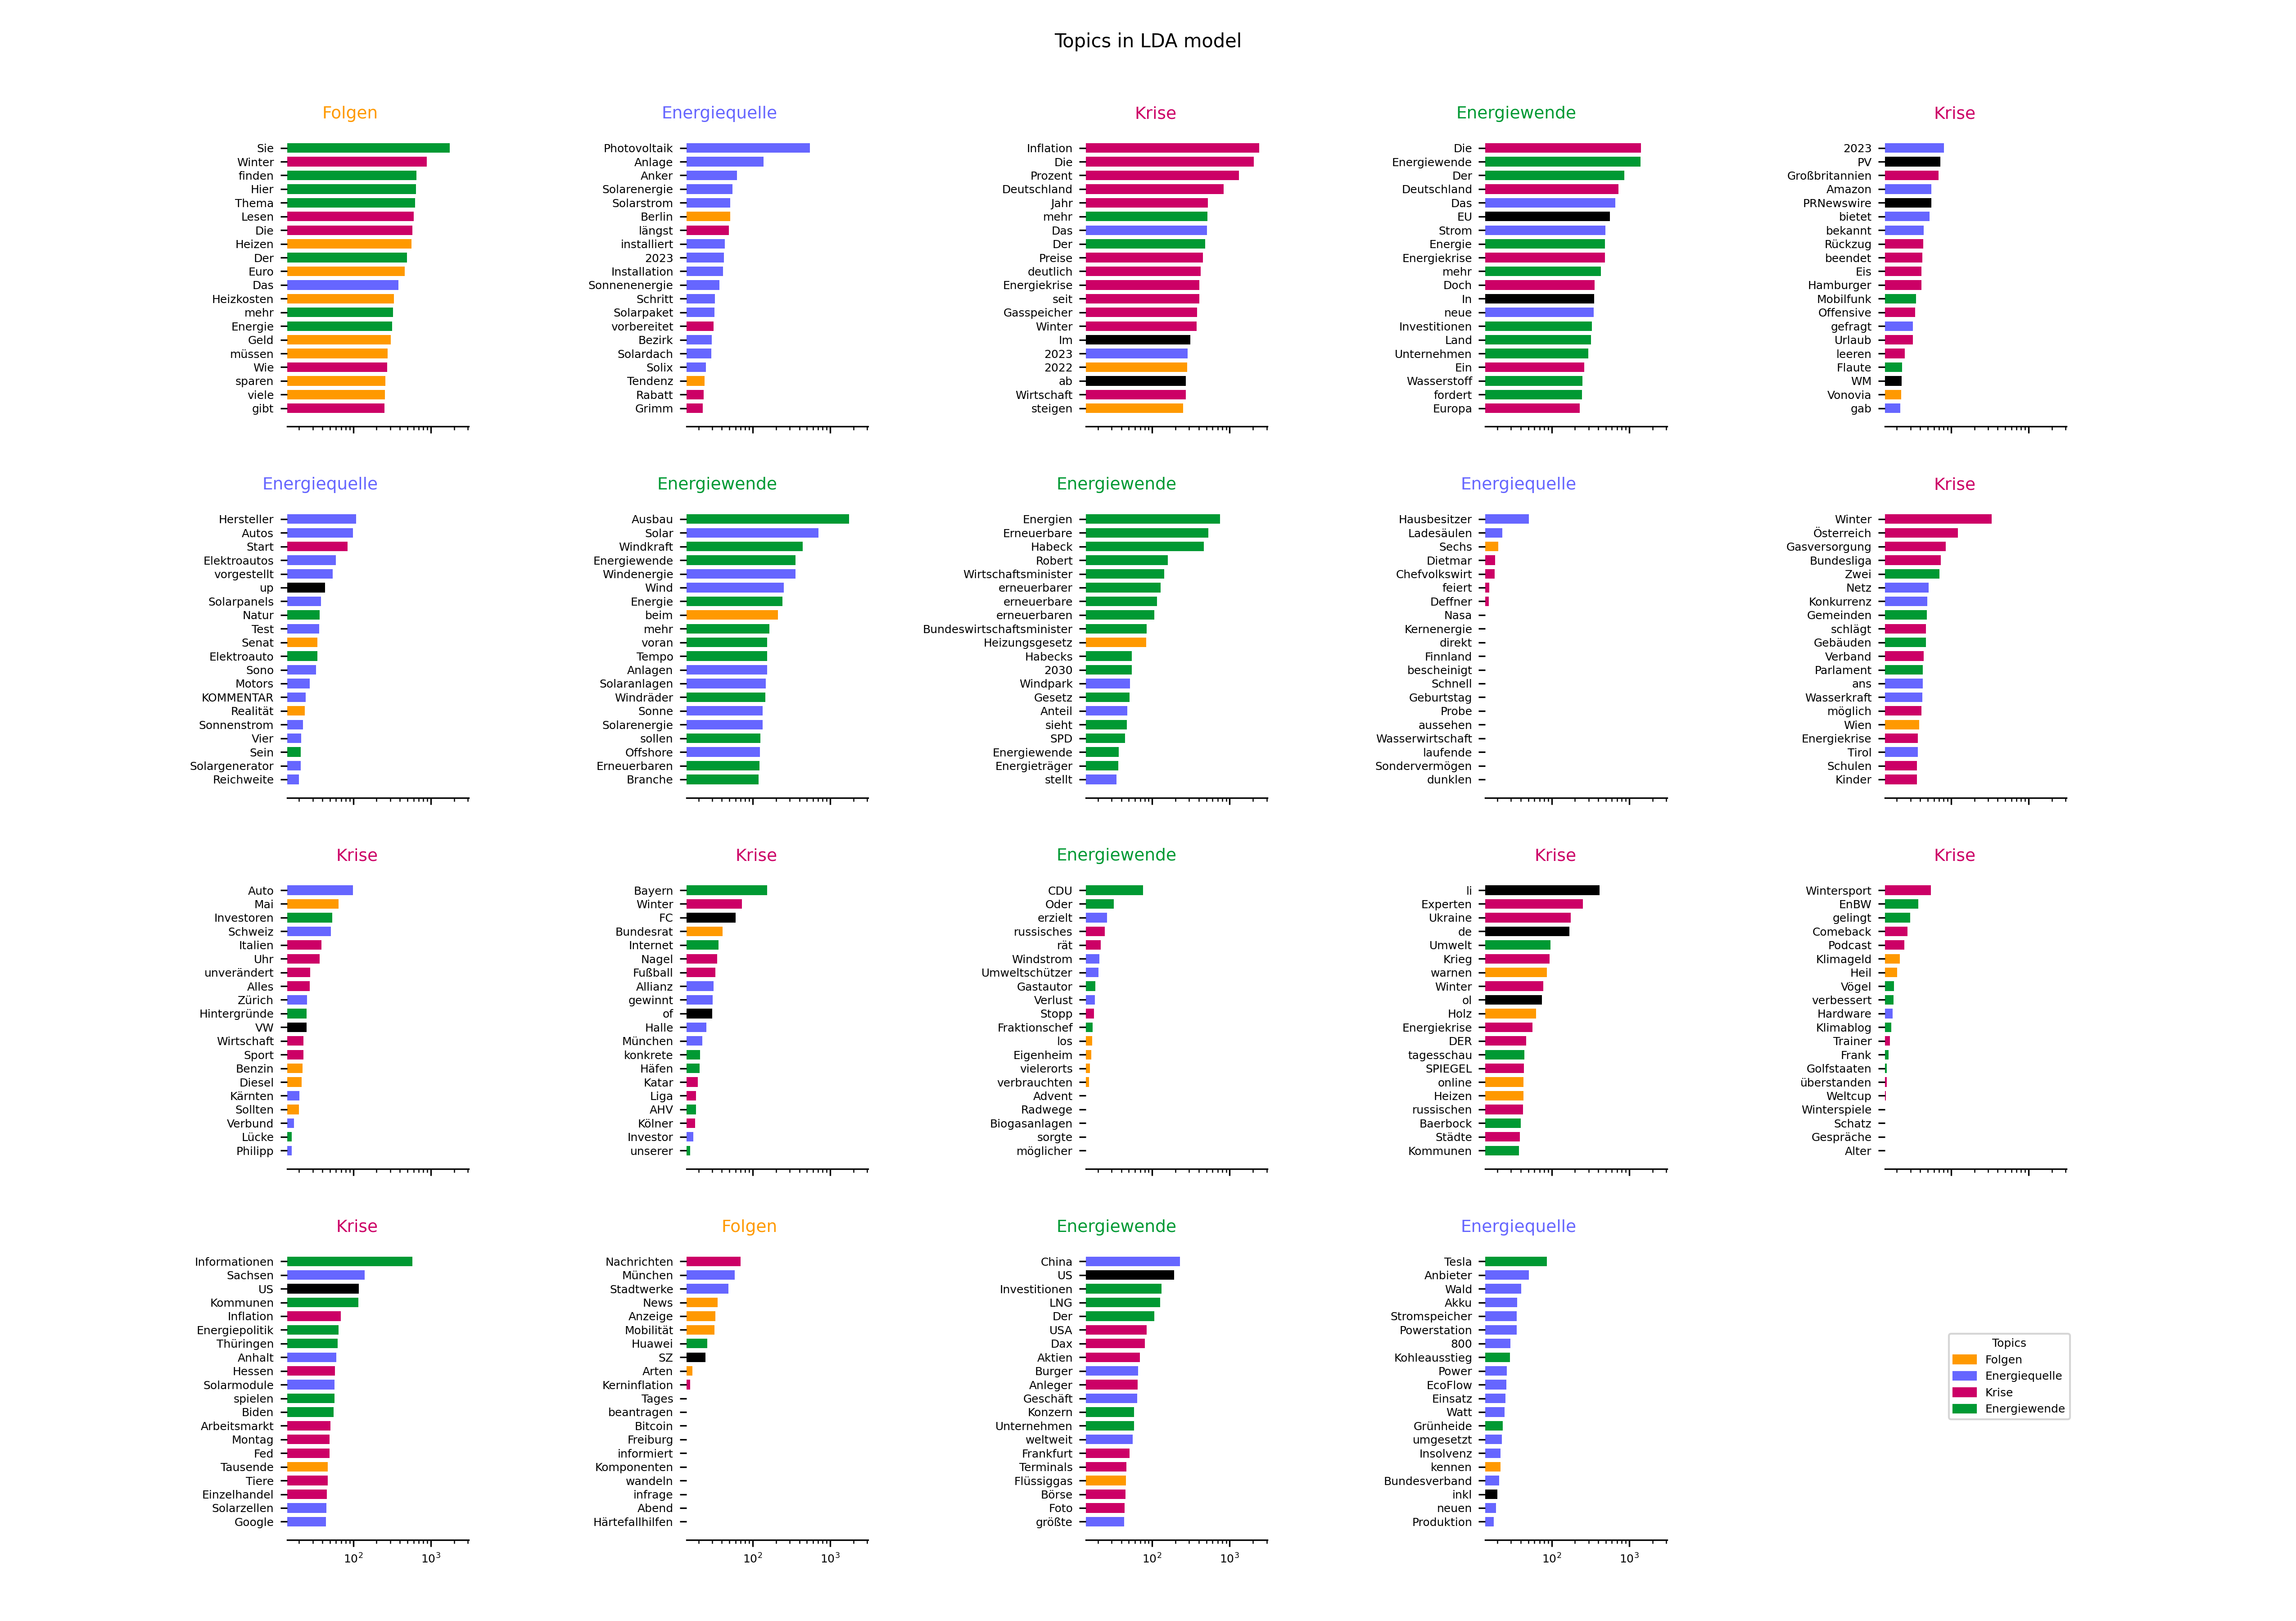 Topics in LDA model
Folgen
Sie
Winter
finden
Hier
Thema
Lesen
Die
Heizen
Der
Euro
Das
Heizkosten
mehr
Energie
Geld
müssen
Wie
sparen
viele
gibt
Energiequelle
Photovoltaik
Anlage
Anker
Solarenergie
Solarstrom
Berlin
längst
installiert
2023
Installation
Sonnenenergie
Schritt
Solarpaket
vorbereitet
Bezirk
Solardach
Solix
Tendenz
Rabatt
Grimm
Krise
Inflation
Die
Prozent
Deutschland
Jahr
mehr
Das
Der
Preise
deutlich
Energiekrise
seit
Gasspeicher
Winter
Im
2023
2022
ab
Wirtschaft
steigen
Energiewende
Die
Energiewende
Der
Deutschland
Das
EU
Strom
Energie
Energiekrise
mehr
Doch
In
neue
Investitionen
Land
Unternehmen
Ein
Wasserstoff
fordert
Europa
Krise
2023
PV
Großbritannien
Amazon
PRNewswire
bietet
bekannt
Rückzug
beendet
Eis
Hamburger
Mobilfunk
Offensive
gefragt
Urlaub
leeren
Flaute
WM
Vonovia
gab
Energiequelle
Hersteller
Autos
Start
Elektroautos
vorgestellt
up
Solarpanels
Natur
Test
Senat
Elektroauto
Sono
Motors
KOMMENTAR
Realität
Sonnenstrom
Vier
Sein
Solargenerator
Reichweite
Energiewende
Ausbau
Solar
Windkraft
Energiewende
Windenergie
Wind
Energie
beim
mehr
voran
Tempo
Anlagen
Solaranlagen
Windräder
Sonne
Solarenergie
sollen
Offshore
Erneuerbaren
Branche
Energiewende
Energien
Erneuerbare
Habeck
Robert
Wirtschaftsminister
erneuerbarer
erneuerbare
erneuerbaren
Bundeswirtschaftsminister
Heizungsgesetz
Habecks
2030
Windpark
Gesetz
Anteil
sieht
SPD
Energiewende
Energieträger
stellt
Energiequelle
Hausbesitzer
Ladesäulen
Sechs
Dietmar
Chefvolkswirt
feiert
Deffner
Nasa
Kernenergie
direkt
Finnland
bescheinigt
Schnell
Geburtstag
Probe
aussehen
Wasserwirtschaft
laufende
Sondervermögen
dunklen
Krise
Winter
Österreich
Gasversorgung
Bundesliga
Zwei
Netz
Konkurrenz
Gemeinden
schlägt
Gebäuden
Verband
Parlament
ans
Wasserkraft
möglich
Wien
Energiekrise
Tirol
Schulen
Kinder
Krise
Auto
Mai
Investoren
Schweiz
Italien
Uhr
unverändert
Alles
Zürich
Hintergründe
VW
Wirtschaft
Sport
Benzin
Diesel
Kärnten
Sollten
Verbund
Lücke
Philipp
Krise
Bayern
Winter
FC
Bundesrat
Internet
Nagel
Fußball
Allianz
gewinnt
of
Halle
München
konkrete
Häfen
Katar
Liga
AHV
Kölner
Investor
unserer
Energiewende
CDU
Oder
erzielt
russisches
rät
Windstrom
Umweltschützer
Gastautor
Verlust
Stopp
Fraktionschef
los
Eigenheim
vielerorts
verbrauchten
Advent
Radwege
Biogasanlagen
sorgte
möglicher
Krise
li
Experten
Ukraine
de
Umwelt
Krieg
warnen
Winter
ol
Holz
Energiekrise
DER
tagesschau
SPIEGEL
online
Heizen
russischen
Baerbock
Städte
Kommunen
Krise
Wintersport
EnBW
gelingt
Comeback
Podcast
Klimageld
Heil
Vögel
verbessert
Hardware
Klimablog
Trainer
Frank
Golfstaaten
überstanden
Weltcup
Winterspiele
Schatz
Gespräche
Alter
Krise
Informationen
Sachsen
US
Kommunen
Inflation
Energiepolitik
Thüringen
Anhalt
Hessen
Solarmodule
spielen
Biden
Arbeitsmarkt
Montag
Fed
Tausende
Tiere
Einzelhandel
Solarzellen
Google
10² 10³
Folgen
Nachrichten
München
Stadtwerke
News
Anzeige
Mobilität
Huawei
SZ
Arten
Kerninflation
Tages
beantragen
Bitcoin
Freiburg
informiert
Komponenten
wandeln
infrage
Abend
Härtefallhilfen
10² 10³
Energiewende
China
US
Investitionen
LNG
Der
USA
Dax
Aktien
Burger
Anleger
Geschäft
Konzern
Unternehmen
weltweit
Frankfurt
Terminals
Flüssiggas
Börse
Foto
größte
10² 10³
Energiequelle
Tesla
Anbieter
Wald
Akku
Stromspeicher
Powerstation
800
Kohleausstieg
Power
EcoFlow
Einsatz
Watt
Grünheide
umgesetzt
Insolvenz
kennen
Bundesverband
inkl
neuen
Produktion
10² 10³
Topics
Folgen
Energiequelle
Krise
Energiewende